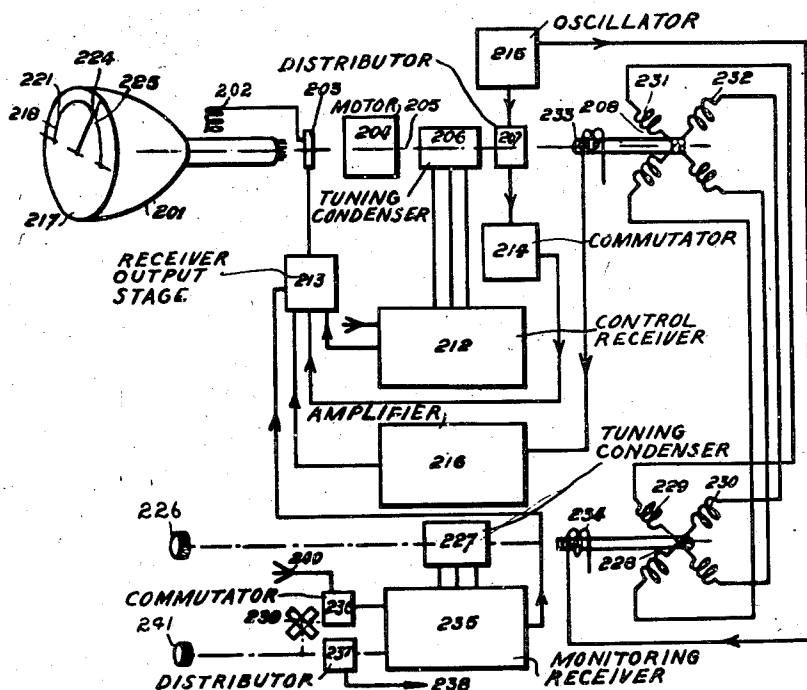 OSCILLATOR
215
DISTRIBUTOR
224
221
225
218
202
203
MOTOR
205
204
206
207
231
232
208
233
TUNING
CONDENSER
214
COMMUTATOR
RECEIVER
OUTPUT
STAGE
213
212
CONTROL
RECEIVER
217
201
AMPLIFIER
216
TUNING
CONDENSER
229
230
226
227
234
228
240
COMMUTATOR
236
239
235
241
237
DISTRIBUTOR
238
MONITORING
RECEIVER